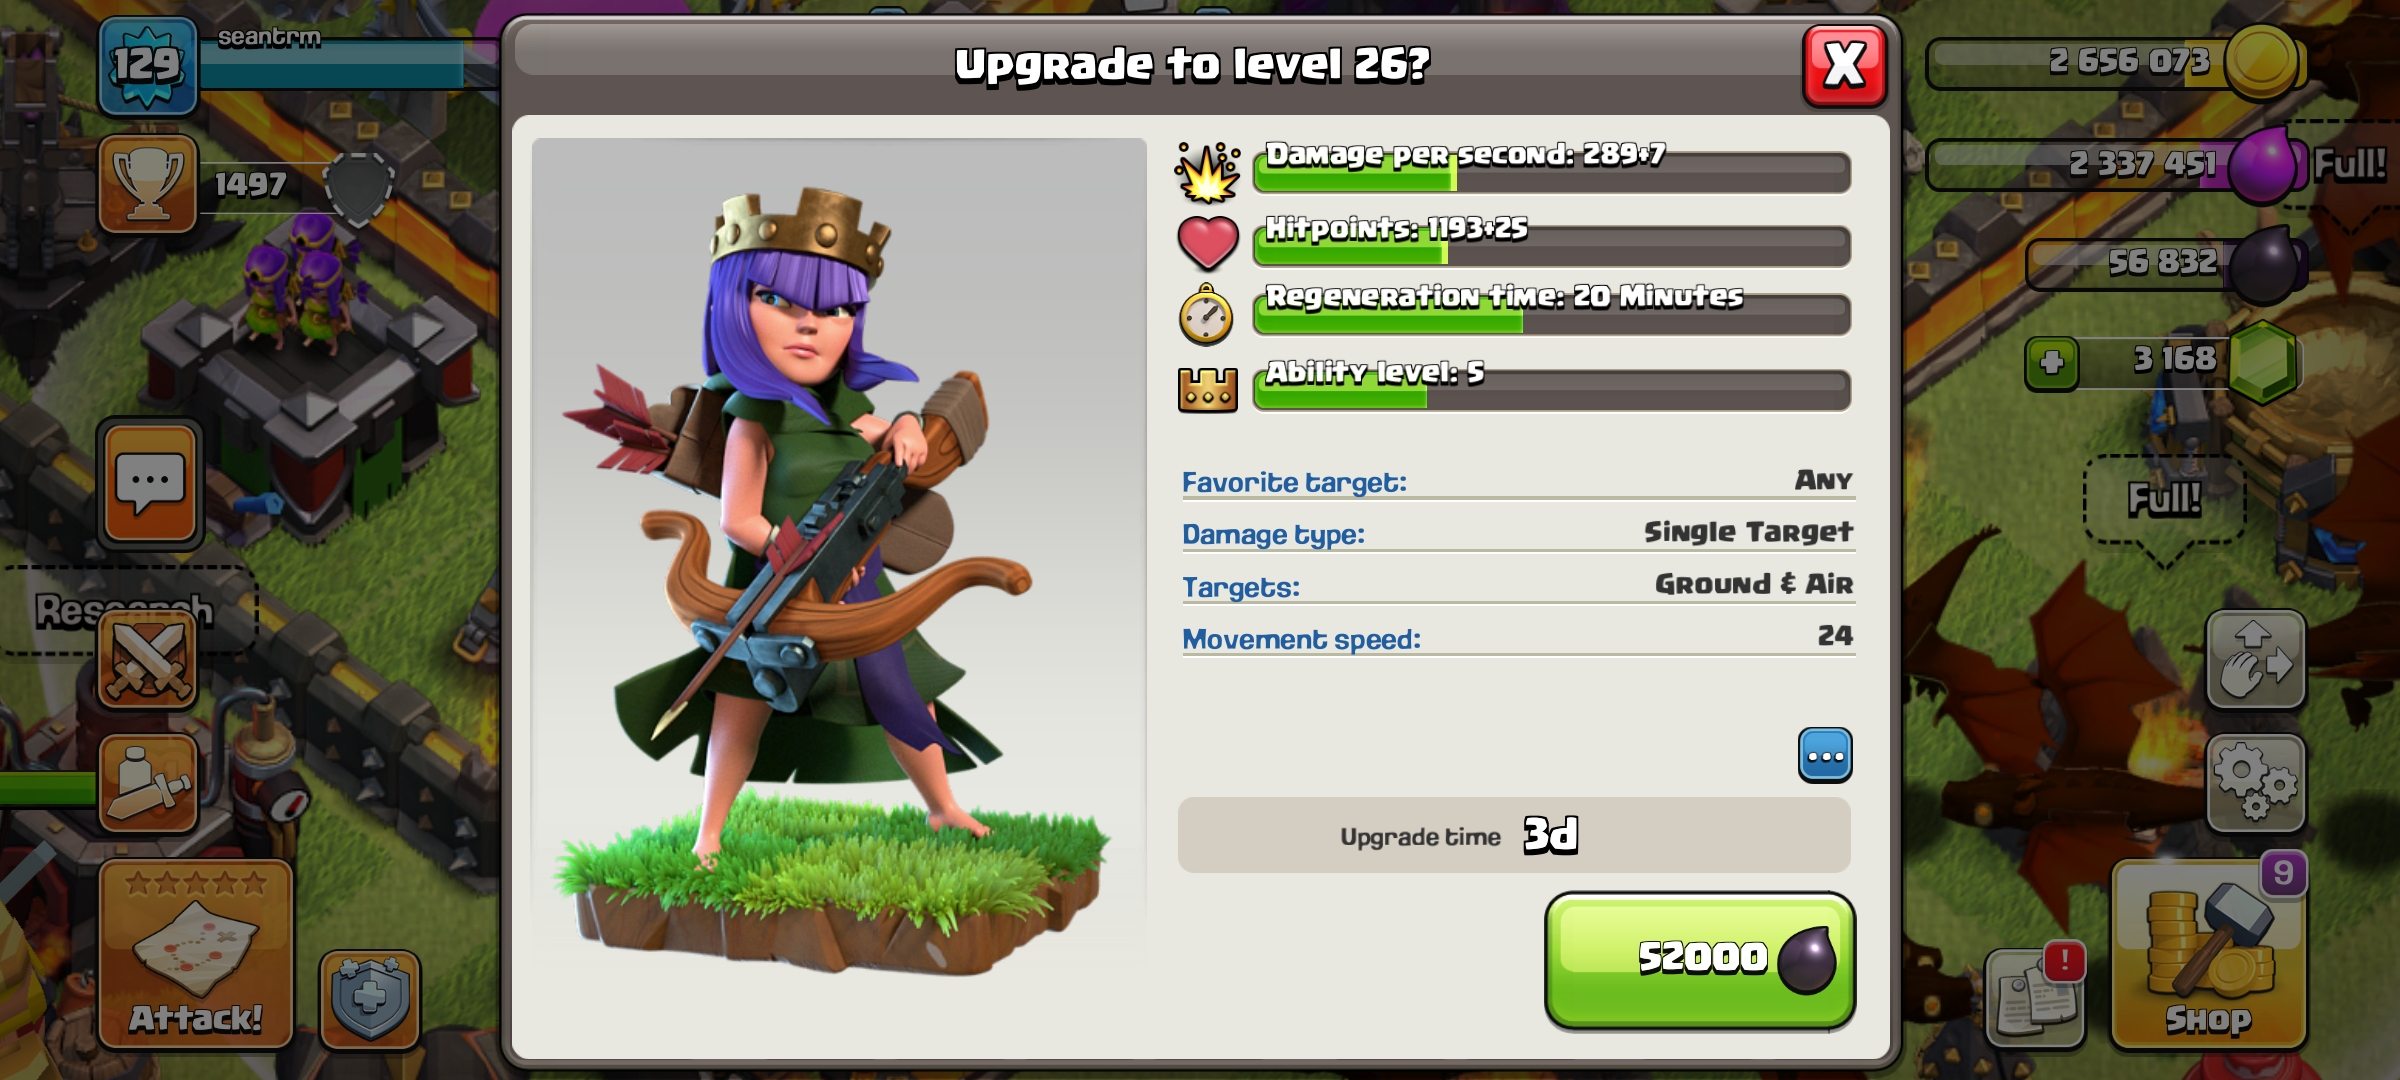 129
seantrm
Upgrade to level 26?
X
2 656 073
1497
Damage per second: 289+7
2 337 451
Full!
Hitpoints: 1193+25
56 832
Regeneration time: 20 Minutes
3 168
Ability level: 5
Favorite target: Any
Full!
Damage type: Single Target
Targets: Ground & Air
Research
Movement speed: 24
Upgrade time 3d
9
52000
!
Attack!
Shop